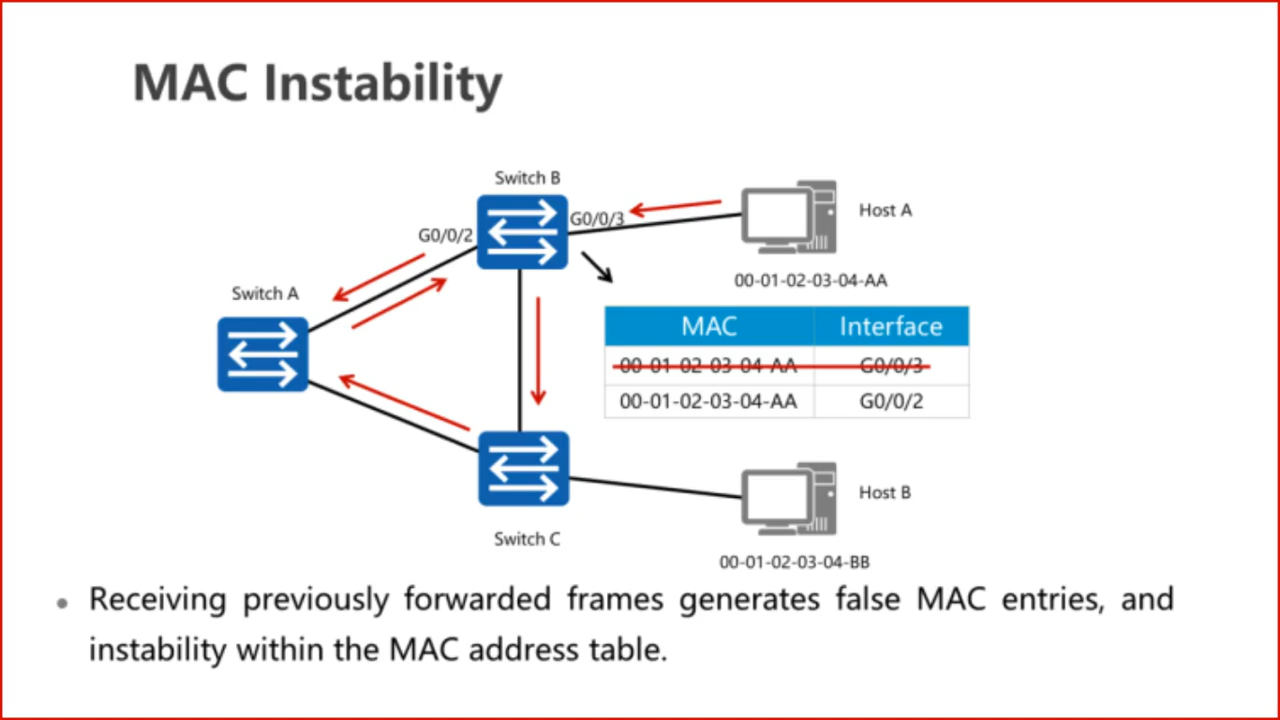 MAC Instability
Switch B
G0/0/3
Host A
G0/0/2
00-01-02-03-04-AA
Switch A
MAC Interface
00-01-02-03-04-AA G0/0/3
00-01-02-03-04-AA G0/0/2
Host B
Switch C
00-01-02-03-04-BB
Receiving previously forwarded frames generates false MAC entries, and
instability within the MAC address table.